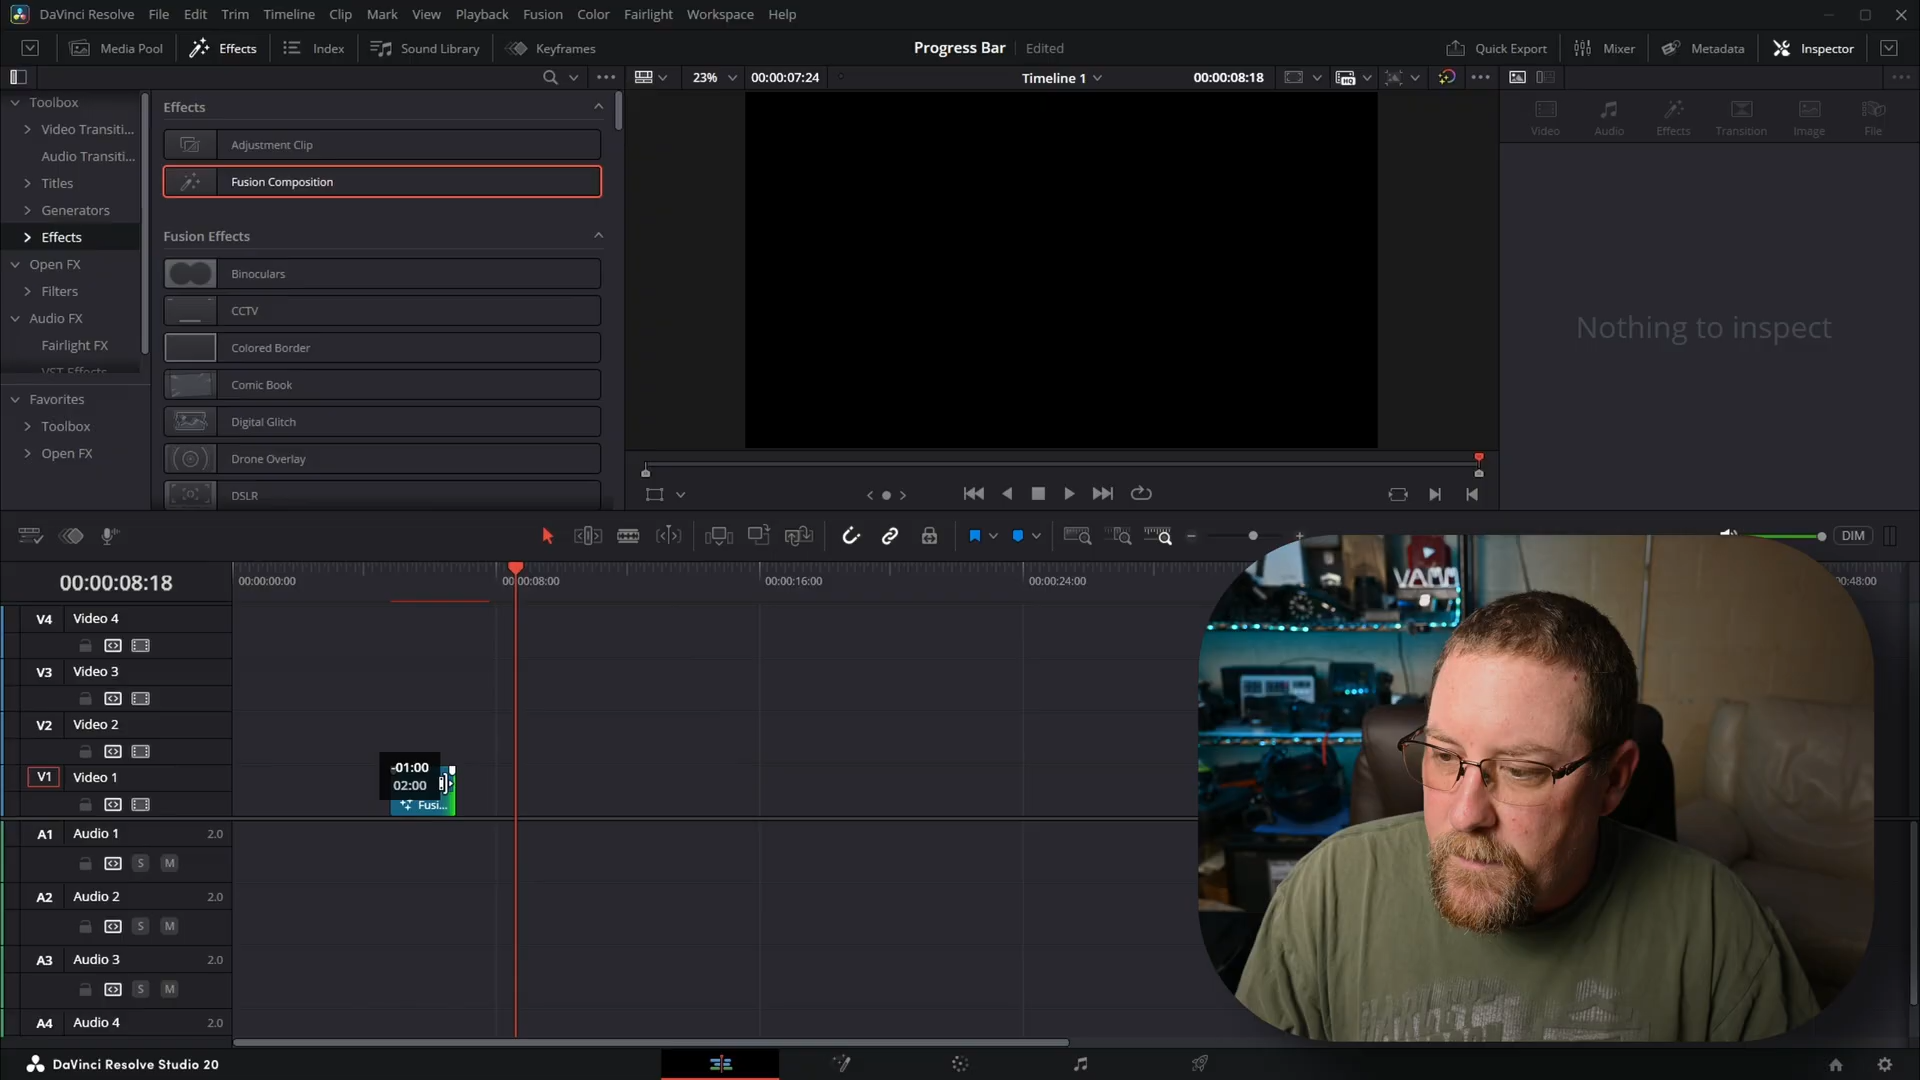 DaVinci Resolve File Edit Trim Timeline Clip Mark View Playback Fusion Color Fairlight Workspace Help
Media Pool Effects Index Sound Library Keyframes Progress Bar Edited Quick Export Mixer Metadata Inspector
23% 00:00:07:24 Timeline 1 00:00:08:18
Toolbox
Video Transiti...
Audio Transiti...
Titles
Generators
Effects
Open FX
Filters
Audio FX
Fairlight FX
VST Effects
Favorites
Toolbox
Open FX
Effects
Adjustment Clip
Fusion Composition
Fusion Effects
Binoculars
CCTV
Colored Border
Comic Book
Digital Glitch
Drone Overlay
DSLR
Video Audio Effects Transition Image File
Nothing to inspect
DIM
00:00:08:18
00:00:00:00 00:00:08:00 00:00:16:00 00:00:24:00 :00:48:00
V4 Video 4
V3 Video 3
V2 Video 2
V1 Video 1
-01:00
02:00
Fusi...
A1 Audio 1 2.0
S M
A2 Audio 2 2.0
S M
A3 Audio 3 2.0
S M
A4 Audio 4 2.0
VAMM
DaVinci Resolve Studio 20